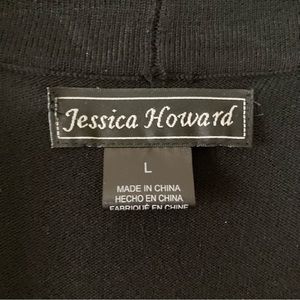 Jessica Howard
L
MADE IN CHINA
HECHO EN CHINA
FABRIQUÉ EN CHINE